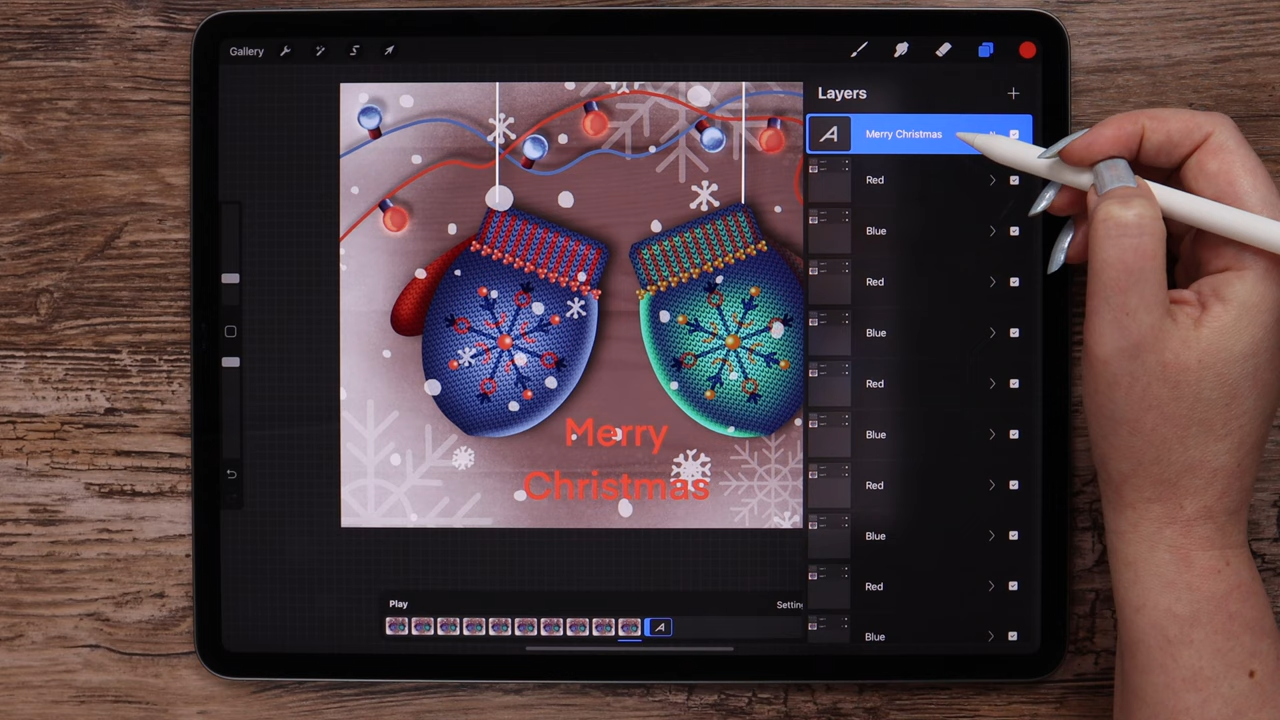 Gallery
Layers
Merry Christmas
N
Red
Blue
Red
Blue
Red
Blue
Red
Blue
Red
Blue
Merry
Christmas
Play
Settin